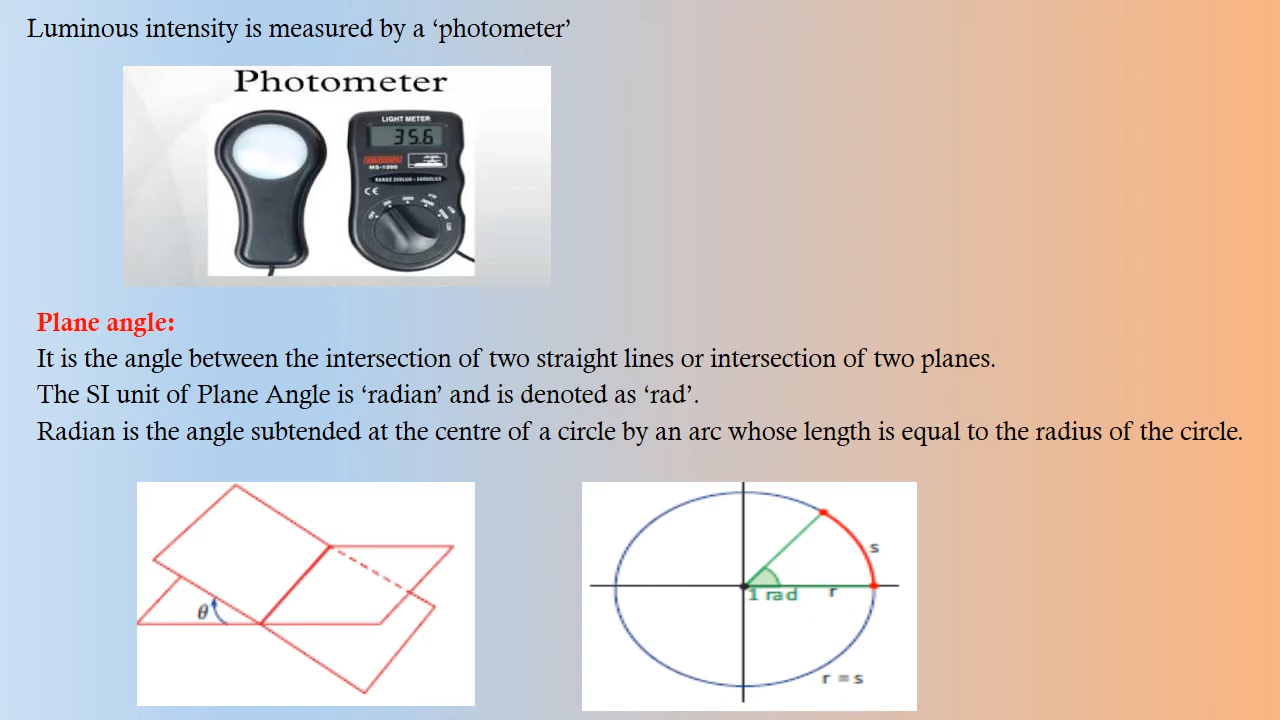 Luminous intensity is measured by a ‘photometer’
Photometer
LIGHT METER
35.6
MS-1300
CE
Plane angle:
It is the angle between the intersection of two straight lines or intersection of two planes.
The SI unit of Plane Angle is ‘radian’ and is denoted as ‘rad’.
Radian is the angle subtended at the centre of a circle by an arc whose length is equal to the radius of the circle.
θ
s
1 rad
r
r = s